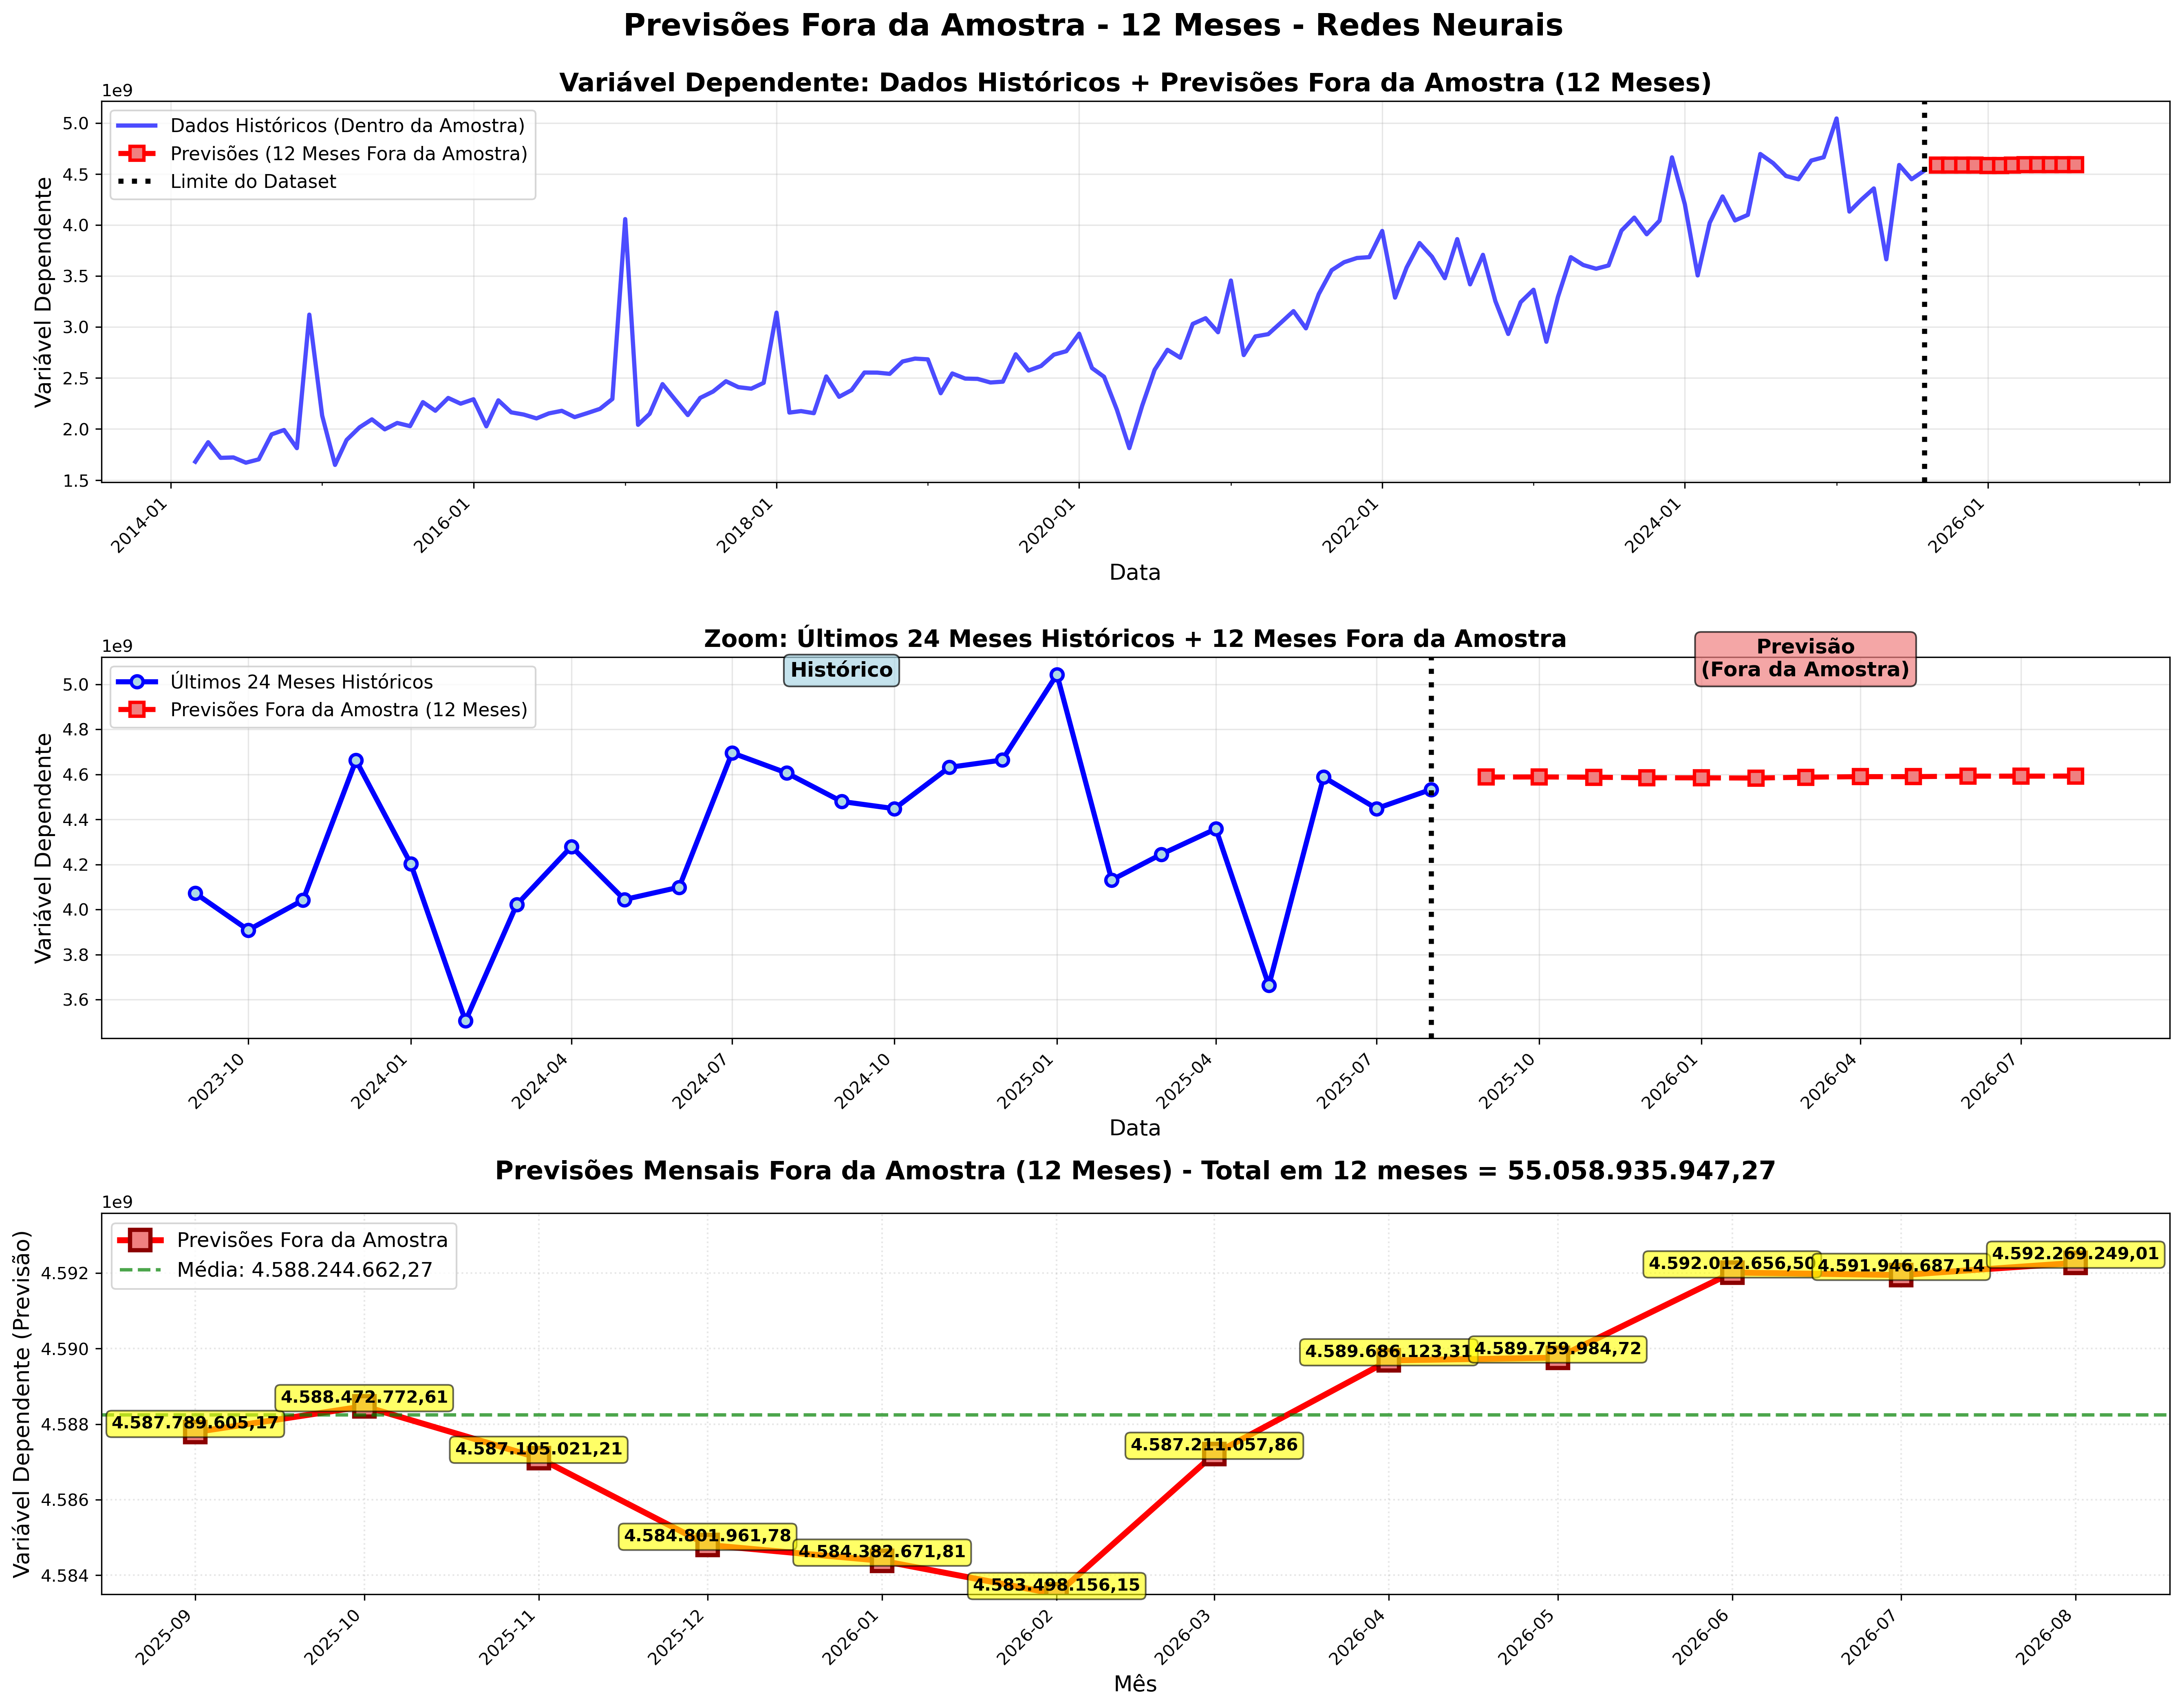 Previsões Fora da Amostra - 12 Meses - Redes Neurais
Variável Dependente: Dados Históricos + Previsões Fora da Amostra (12 Meses)
1e9
Dados Históricos (Dentro da Amostra)
Previsões (12 Meses Fora da Amostra)
Limite do Dataset
Variável Dependente
5.0
4.5
4.0
3.5
3.0
2.5
2.0
1.5
2014-01
2016-01
2018-01
2020-01
2022-01
2024-01
2026-01
Data
Zoom: Últimos 24 Meses Históricos + 12 Meses Fora da Amostra
1e9
Histórico
Previsão
(Fora da Amostra)
Últimos 24 Meses Históricos
Previsões Fora da Amostra (12 Meses)
Variável Dependente
5.0
4.8
4.6
4.4
4.2
4.0
3.8
3.6
2023-10
2024-01
2024-04
2024-07
2024-10
2025-01
2025-04
2025-07
2025-10
2026-01
2026-04
2026-07
Data
Previsões Mensais Fora da Amostra (12 Meses) - Total em 12 meses = 55.058.935.947,27
1e9
Previsões Fora da Amostra
Média: 4.588.244.662,27
Variável Dependente (Previsão)
4.592
4.590
4.588
4.586
4.584
4.587.789.605,17
4.588.472.772,61
4.587.105.021,21
4.584.801.961,78
4.584.382.671,81
4.583.498.156,15
4.587.211.057,86
4.589.686.123,31
4.589.759.984,72
4.592.012.656,50
4.591.946.687,14
4.592.269.249,01
2025-09
2025-10
2025-11
2025-12
2026-01
2026-02
2026-03
2026-04
2026-05
2026-06
2026-07
2026-08
Mês